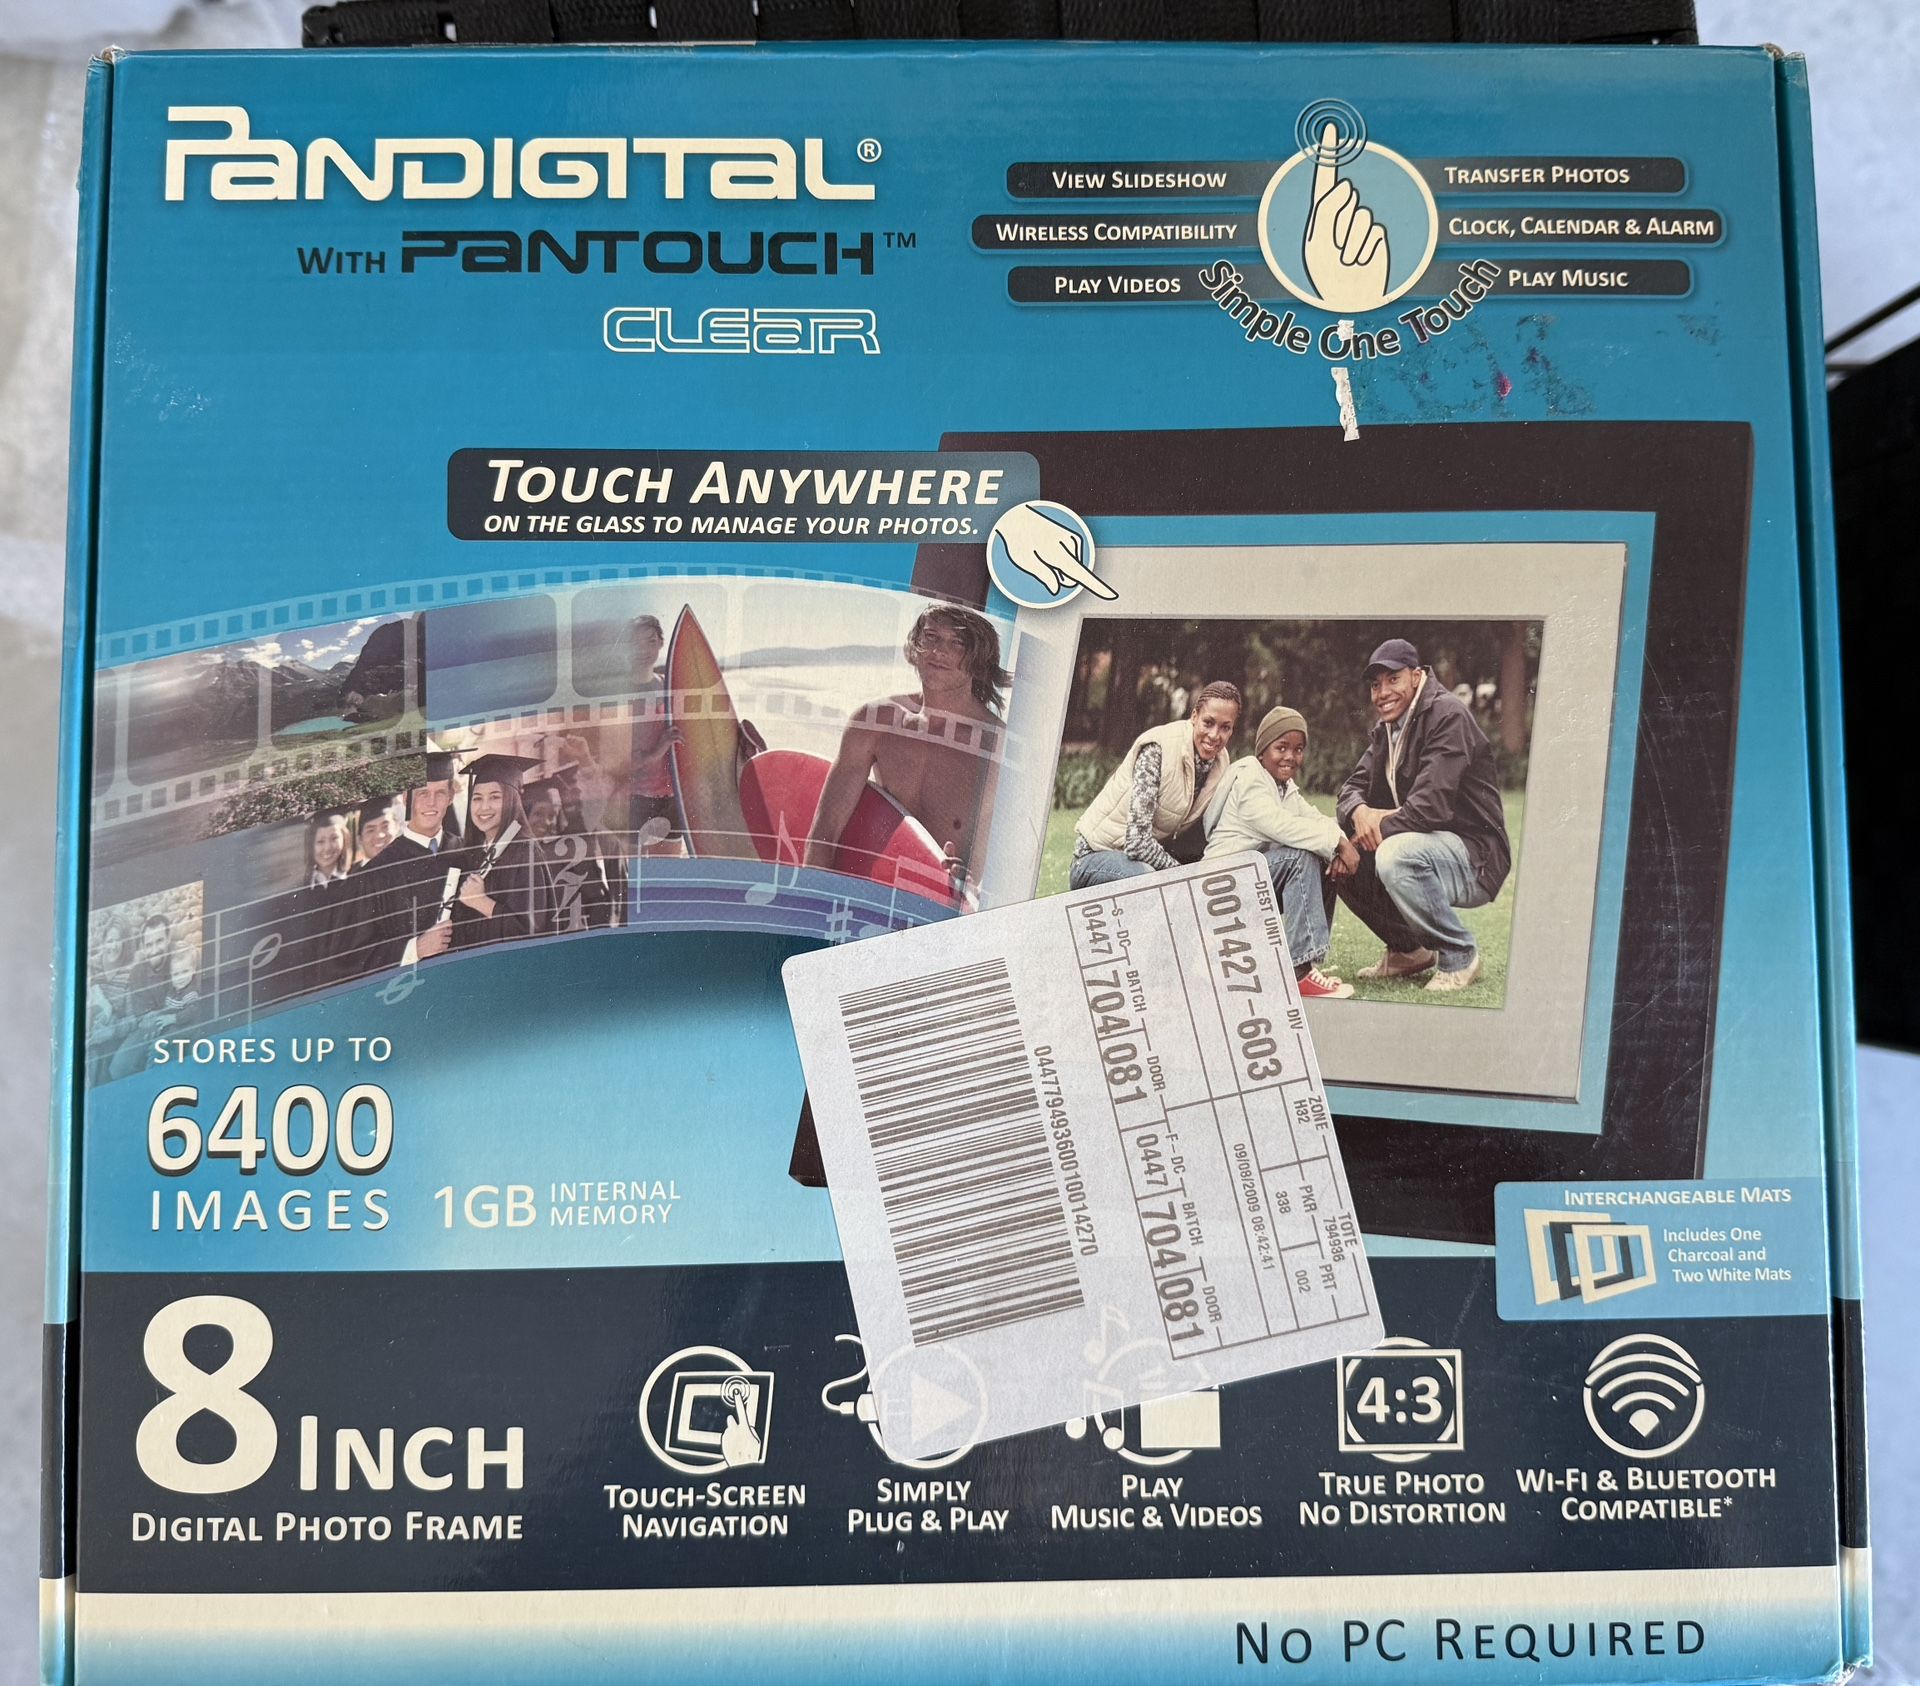 PANDIGITAL®
WITH PANTOUCH™
CLEAR
VIEW SLIDESHOW
WIRELESS COMPATIBILITY
PLAY VIDEOS
TRANSFER PHOTOS
CLOCK, CALENDAR & ALARM
PLAY MUSIC
Simple One Touch
TOUCH ANYWHERE
ON THE GLASS TO MANAGE YOUR PHOTOS.
STORES UP TO
6400
IMAGES
1GB INTERNAL
MEMORY
DEST UNIT DIV ZONE TOTE
001427-603 H32 794936
S-DC BATCH DOOR F-DC BATCH DOOR
0447 704 081 0447 704 081
PKR PRT
338 002
09/08/2009 08:42:41
04477949360010014270
INTERCHANGEABLE MATS
Includes One
Charcoal and
Two White Mats
8 INCH
DIGITAL PHOTO FRAME
TOUCH-SCREEN
NAVIGATION
SIMPLY
PLUG & PLAY
PLAY
MUSIC & VIDEOS
4:3
TRUE PHOTO
NO DISTORTION
WI-FI & BLUETOOTH
COMPATIBLE*
NO PC REQUIRED